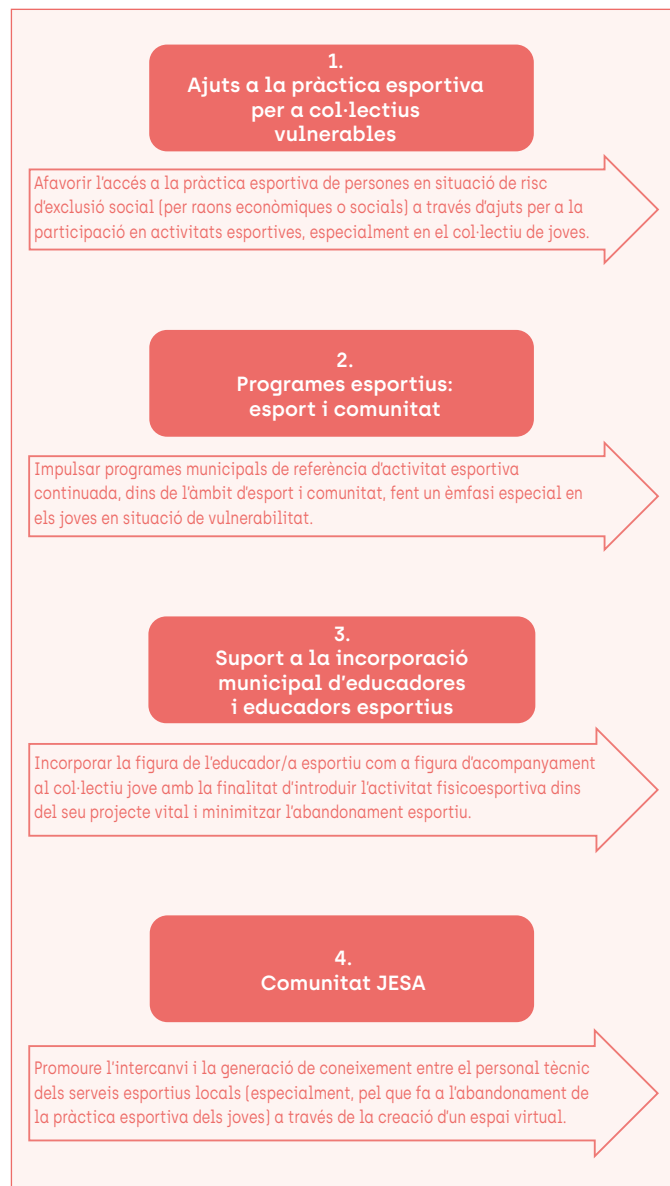 1.
Ajuts a la pràctica esportiva
per a col·lectius
vulnerables
Afavorir l'accés a la pràctica esportiva de persones en situació de risc
d'exclusió social (per raons econòmiques o socials) a través d'ajuts per a la
participació en activitats esportives, especialment en el col·lectiu de joves.
2.
Programes esportius:
esport i comunitat
Impulsar programes municipals de referència d'activitat esportiva
continuada, dins de l'àmbit d'esport i comunitat, fent un èmfasi especial en
els joves en situació de vulnerabilitat.
3.
Suport a la incorporació
municipal d'educadores
i educadors esportius
Incorporar la figura de l'educador/a esportiu com a figura d'acompanyament
al col·lectiu jove amb la finalitat d'introduir l'activitat fisicoesportiva dins
del seu projecte vital i minimitzar l'abandonament esportiu.
4.
Comunitat JESA
Promoure l'intercanvi i la generació de coneixement entre el personal tècnic
dels serveis esportius locals (especialment, pel que fa a l'abandonament de
la pràctica esportiva dels joves) a través de la creació d'un espai virtual.